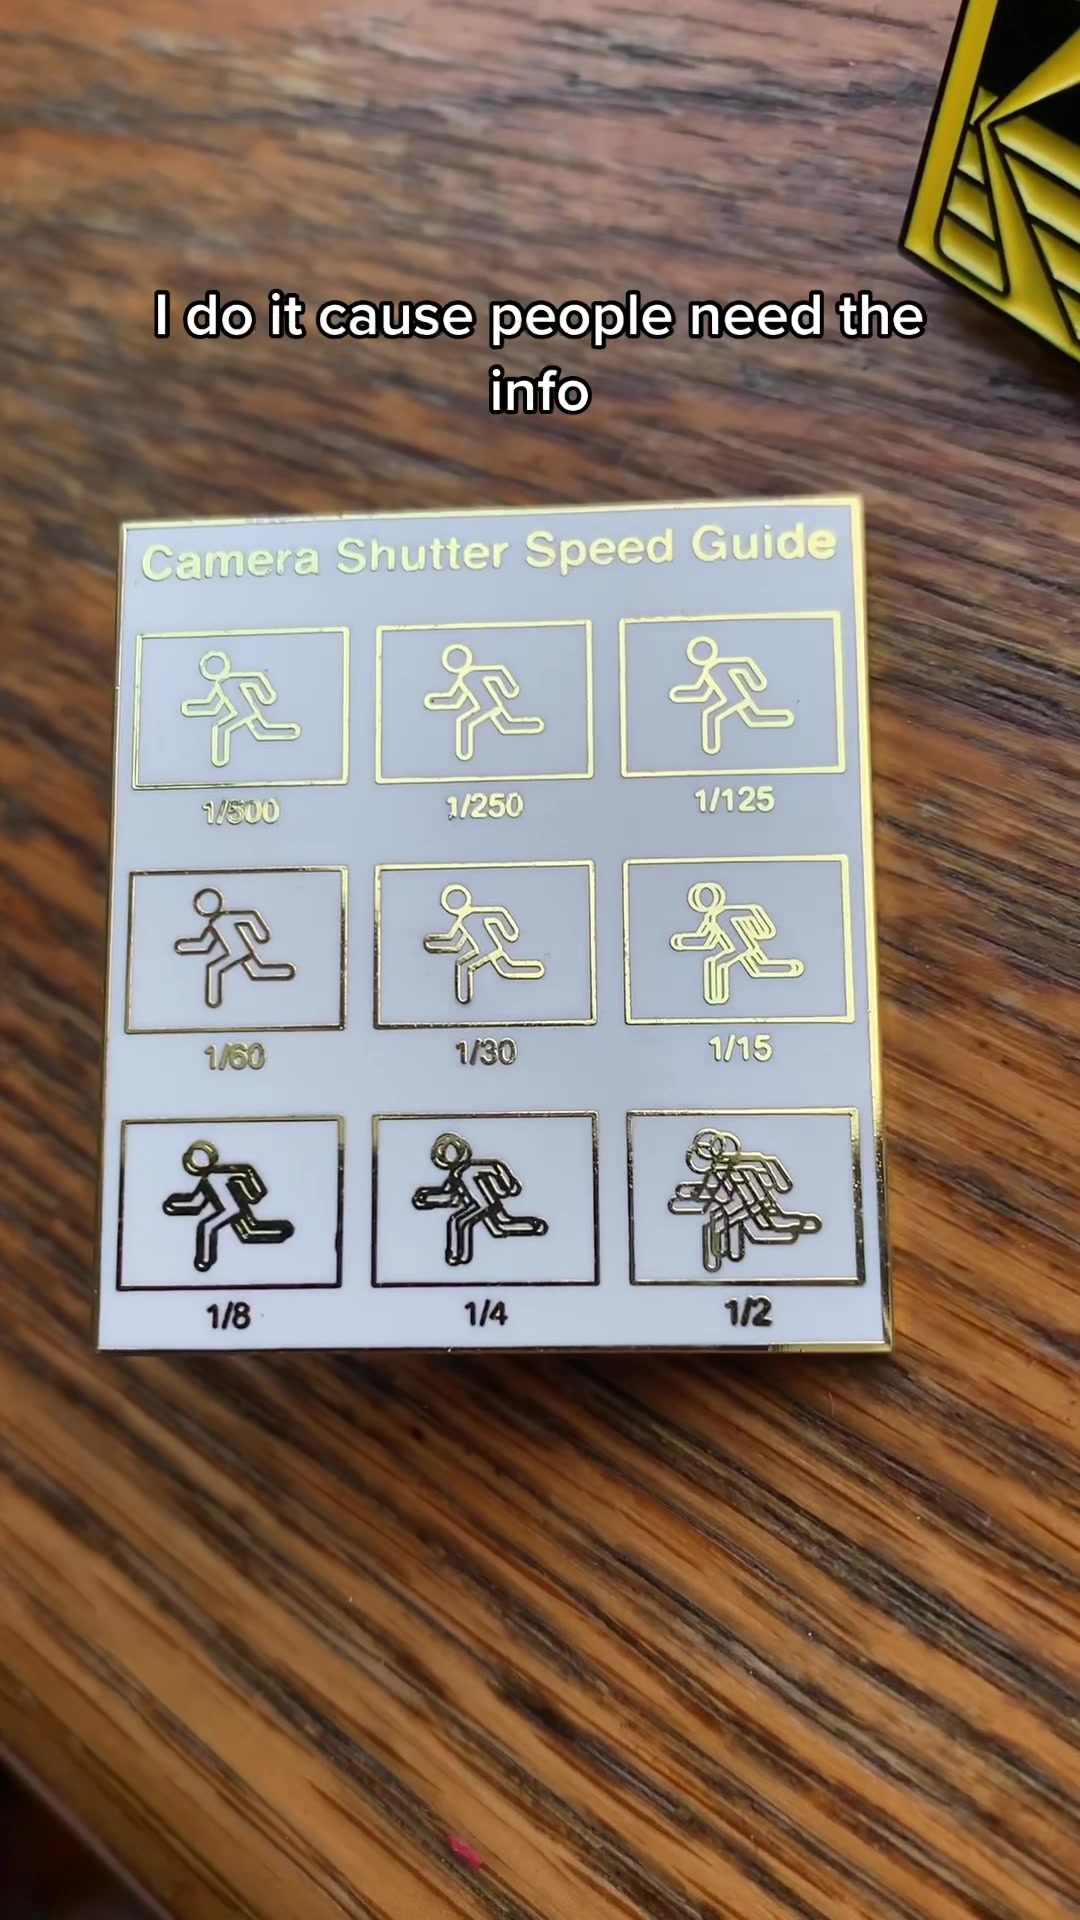 I do it cause people need the
info
Camera Shutter Speed Guide
1/500 1/250 1/125
1/60 1/30 1/15
1/8 1/4 1/2